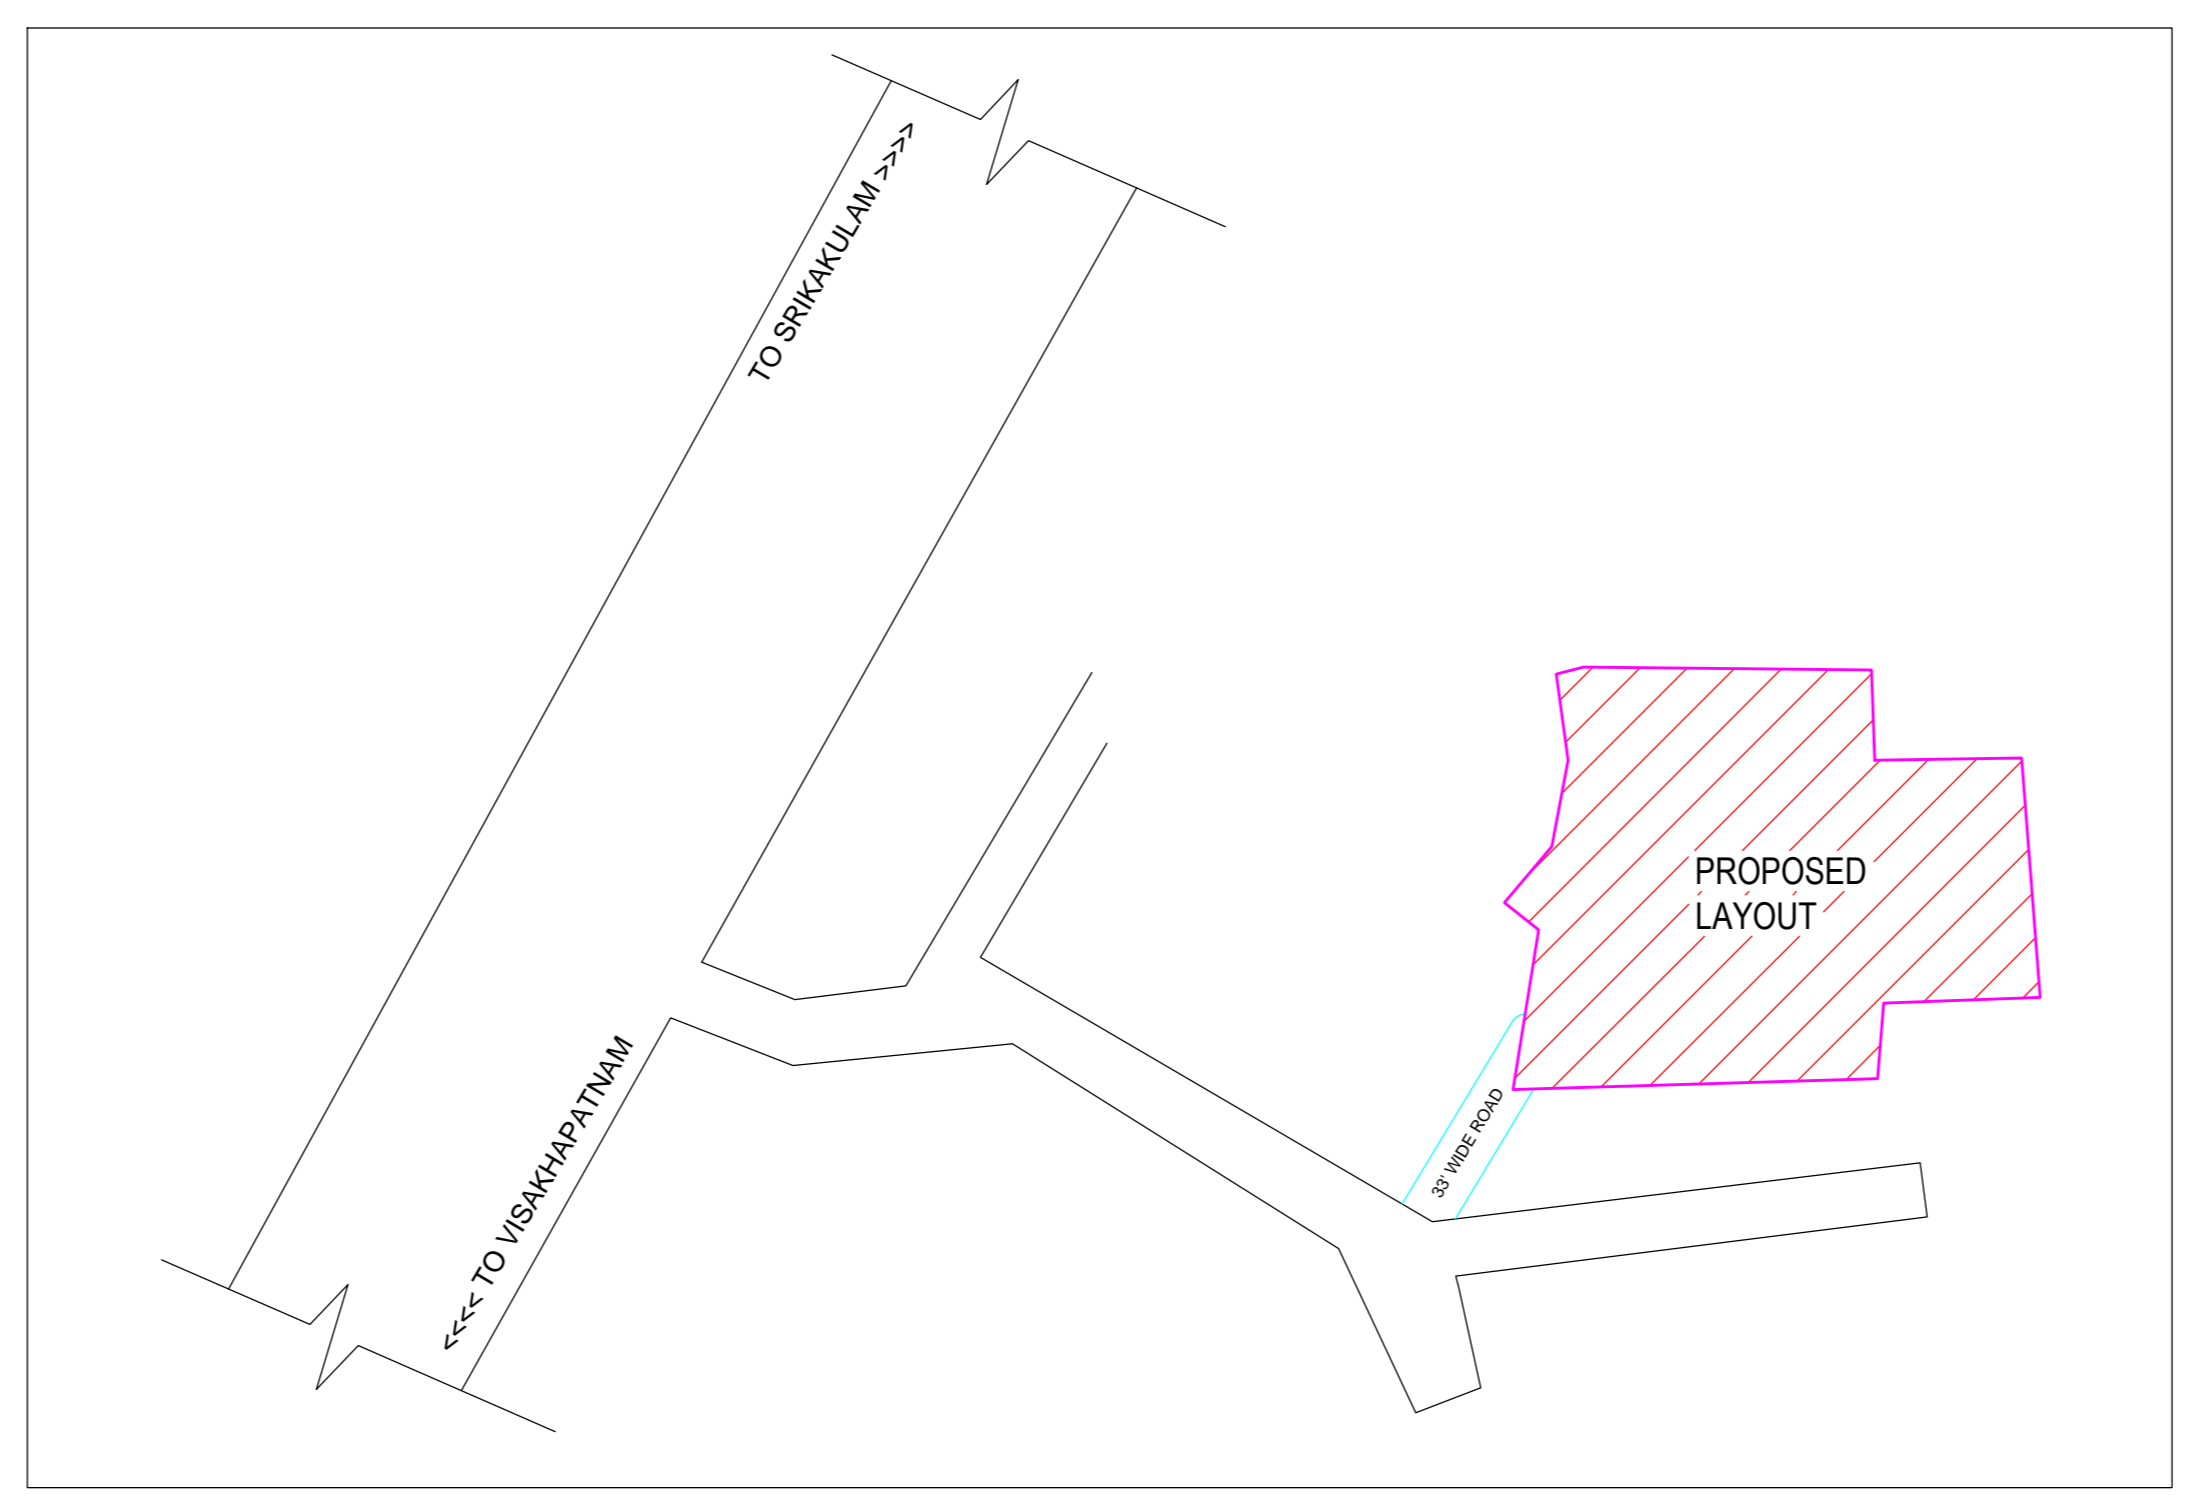 TO SRIKAKULAM >>>>
PROPOSED
LAYOUT
<<<< TO VISAKHAPATNAM
33' WIDE ROAD